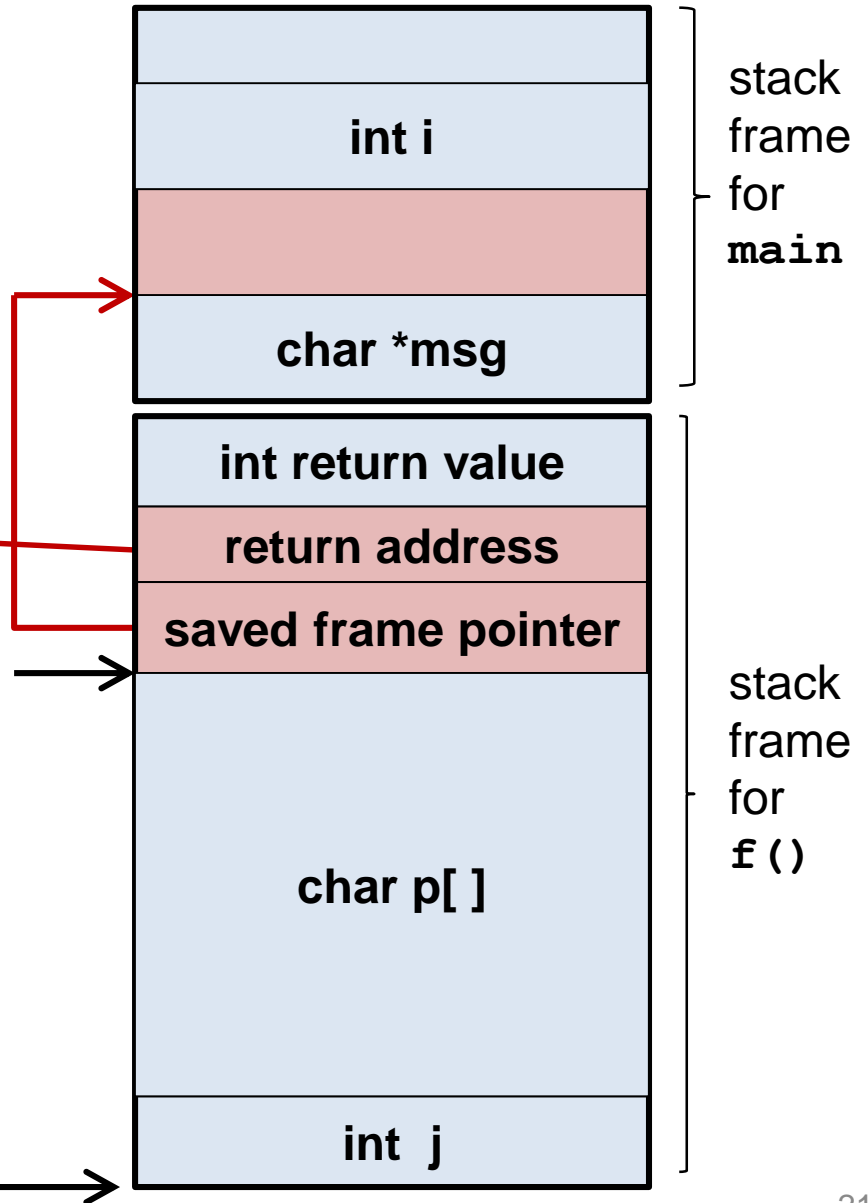 stack
frame
for
main
int i
char *msg
int return value
return address
saved frame pointer
stack
frame
for
f()
char p[ ]
int j